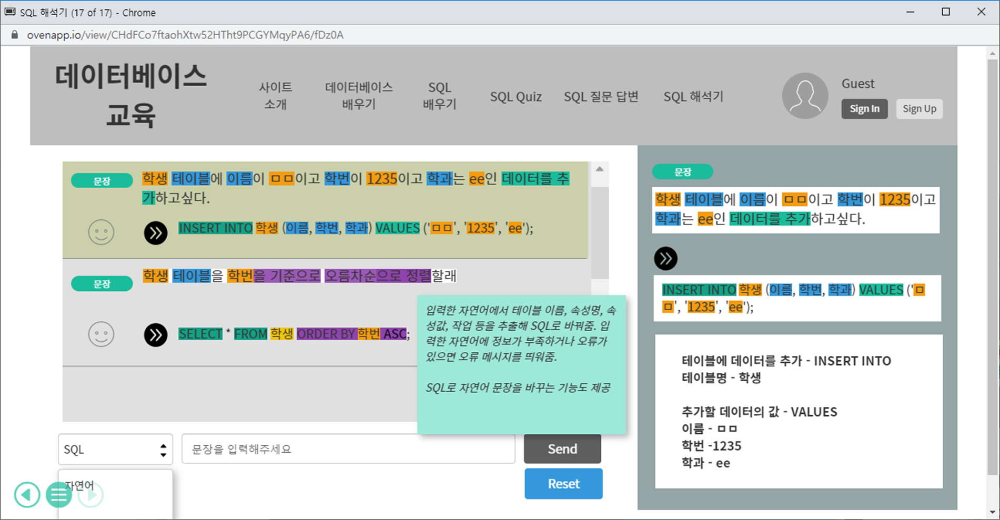 SQL 해석기 (17 of 17) - Chrome
ovenapp.io/view/CHdFCo7ftaohXtw52HTht9PCGYMqyPA6/fDz0A
데이터베이스
교육
사이트
소개
데이터베이스
배우기
SQL
배우기
SQL Quiz
SQL 질문 답변
SQL 해석기
Guest
Sign In
Sign Up
문장
학생 테이블에 이름이 ㅁㅁ이고 학번이 1235이고 학과는 ee인 데이터를 추
가하고싶다.
INSERT INTO 학생 (이름, 학번, 학과) VALUES ('ㅁㅁ', '1235', 'ee');
문장
학생 테이블을 학번을 기준으로 오름차순으로 정렬할래
SELECT * FROM 학생 ORDER BY 학번 ASC;
입력한 자연어에서 테이블 이름, 속성명, 속
성값, 작업 등을 추출해 SQL로 바꿔줌. 입
력한 자연어에 정보가 부족하거나 오류가
있으면 오류 메시지를 띄워줌.
SQL로 자연어 문장을 바꾸는 기능도 제공
SQL
문장을 입력해주세요
Send
자연어
Reset
문장
학생 테이블에 이름이 ㅁㅁ이고 학번이 1235이고
학과는 ee인 데이터를 추가하고싶다.
INSERT INTO 학생 (이름, 학번, 학과) VALUES ('ㅁ
ㅁ', '1235', 'ee');
테이블에 데이터를 추가 - INSERT INTO
테이블명 - 학생
추가할 데이터의 값 - VALUES
이름 - ㅁㅁ
학번 -1235
학과 - ee